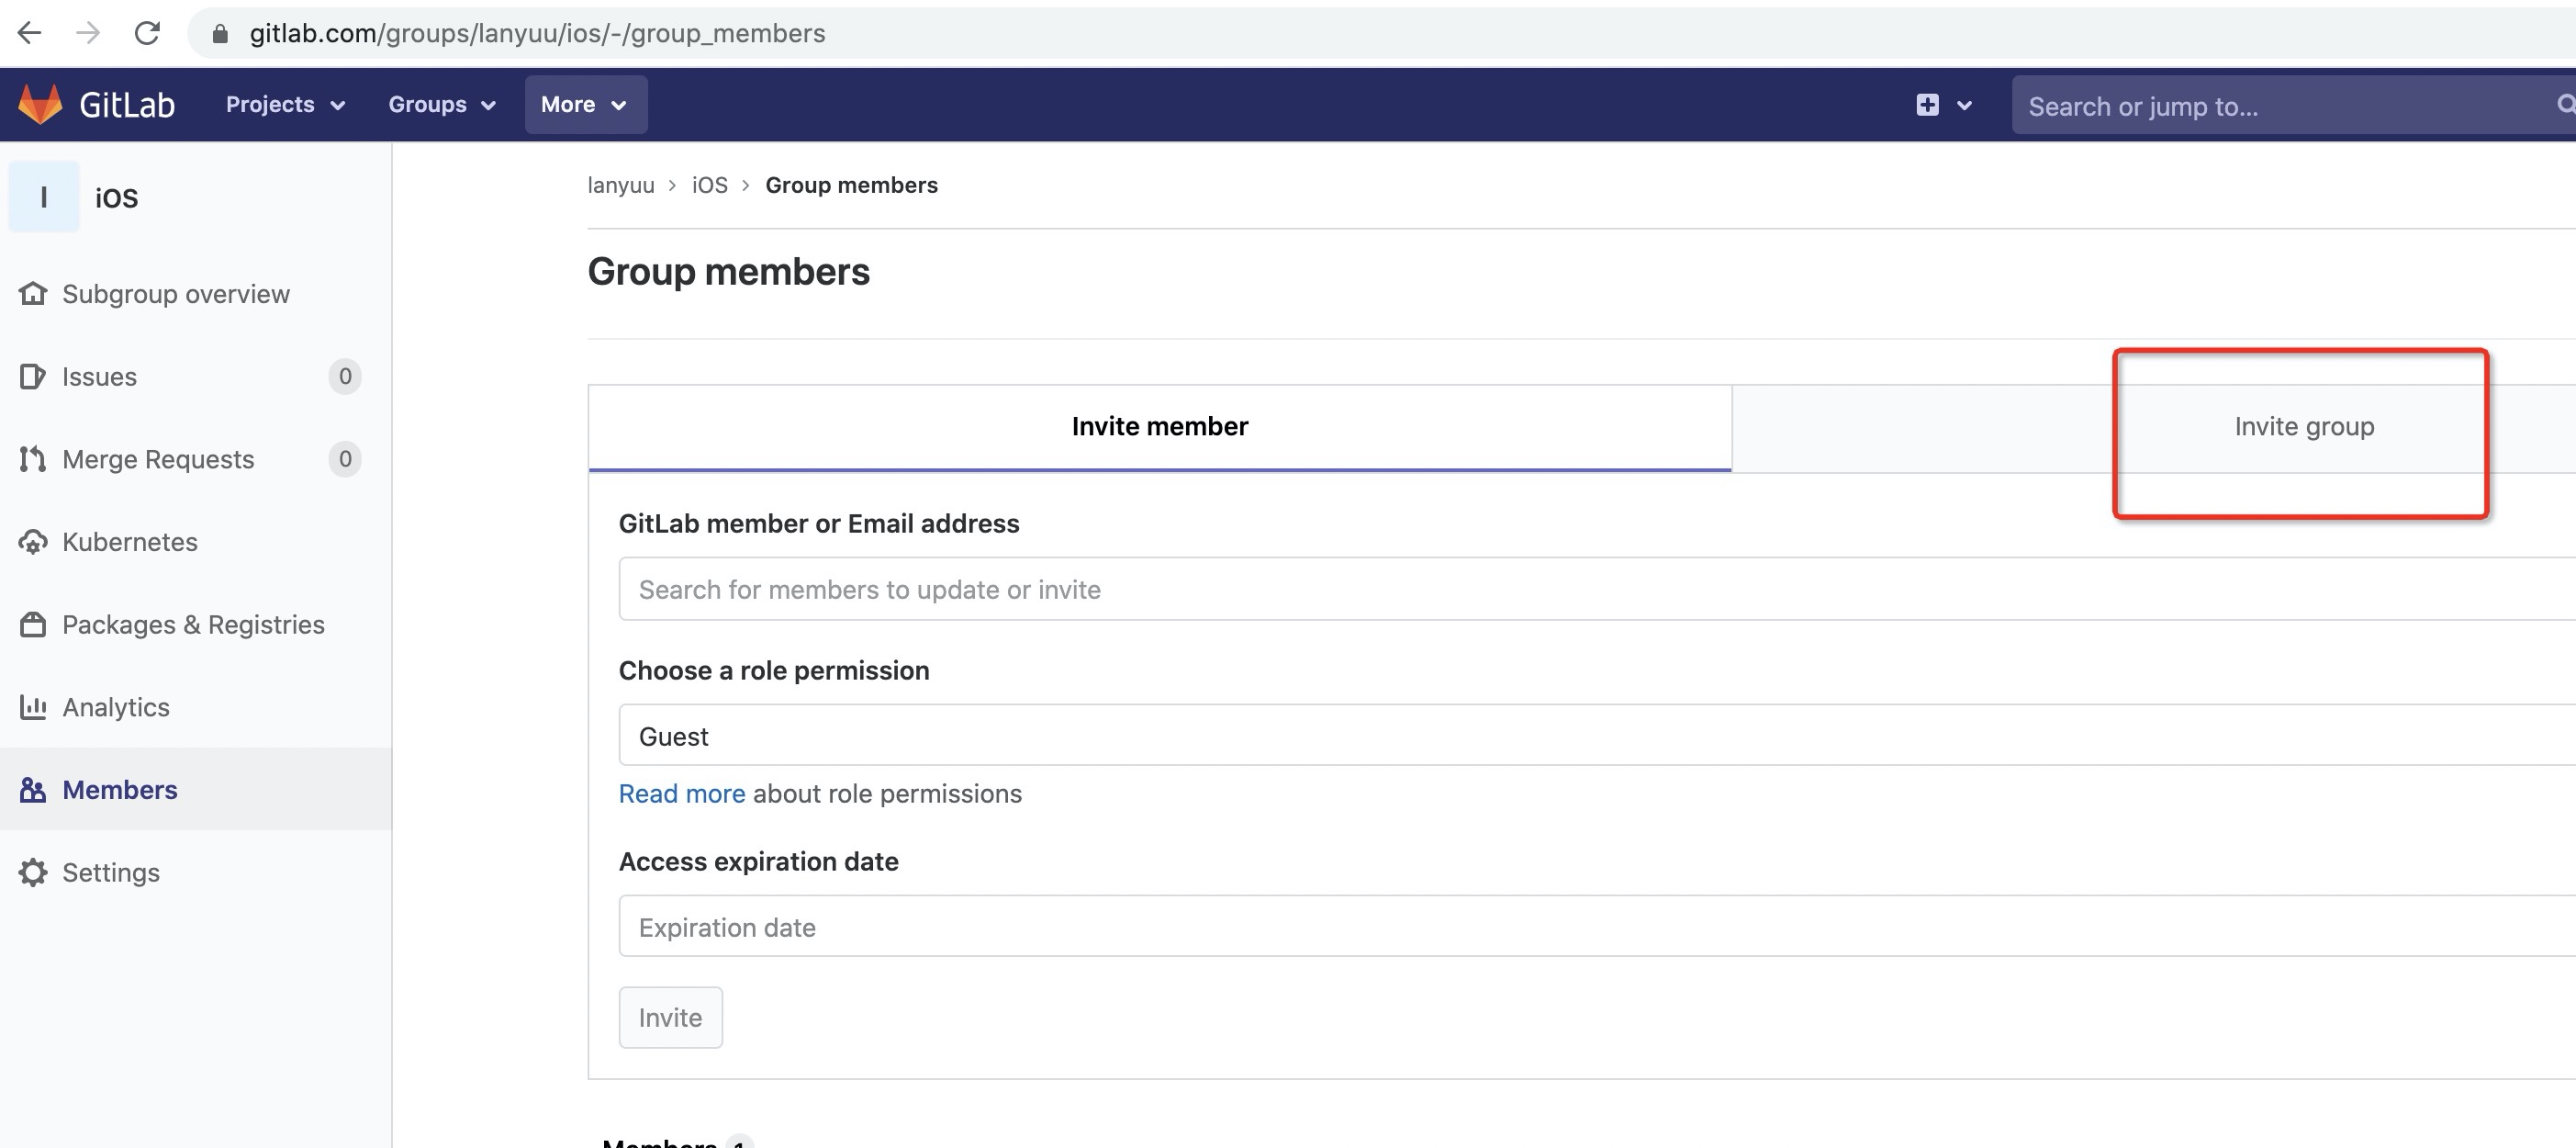 gitlab.com/groups/lanyuu/ios/-/group_members
GitLab Projects Groups More Search or jump to...
I iOS
Subgroup overview
Issues 0
Merge Requests 0
Kubernetes
Packages & Registries
Analytics
Members
Settings
lanyuu > iOS > Group members
Group members
Invite member Invite group
GitLab member or Email address
Search for members to update or invite
Choose a role permission
Guest
Read more about role permissions
Access expiration date
Expiration date
Invite
Members 1